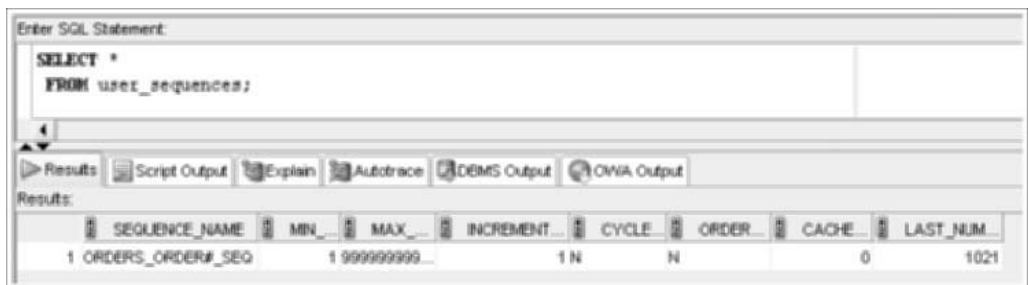 Enter SQL Statement:
SELECT *
FROM user_sequences;
Results Script Output Explain Autotrace DBMS Output OWA Output
Results:
SEQUENCE_NAME MIN_... MAX_... INCREMENT... CYCLE... ORDER... CACHE... LAST_NUM...
1 ORDERS_ORDER#_SEQ 1 999999999... 1 N N 0 1021